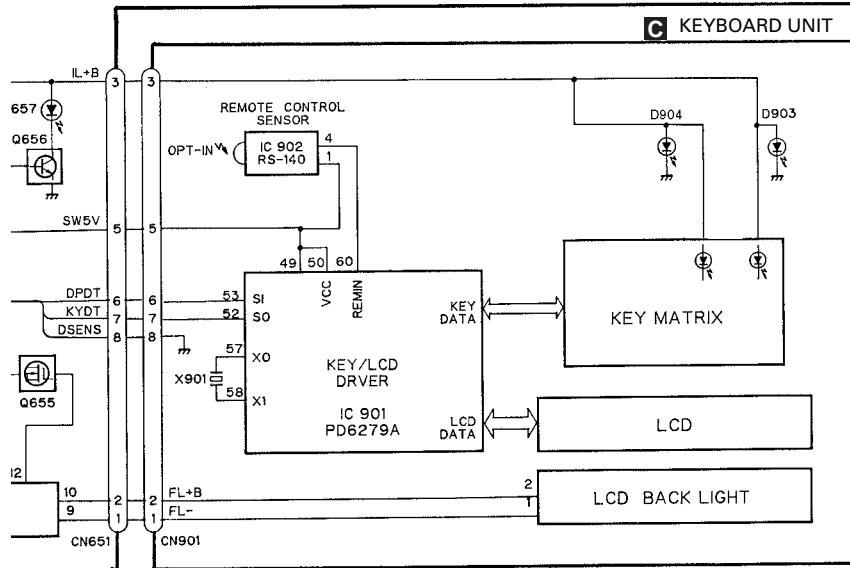 C KEYBOARD UNIT
IL+B 3 3
657
Q656
REMOTE CONTROL
SENSOR
OPT-IN
IC 902
RS-140
4
1
D904
D903
SW5V 5 5
49 50 60
VCC
REMIN
DPDT 6 6 53 SI
KYDT 7 7 52 SO
DSENS 8 8
57 XO
X901
58 X1
KEY
DATA
KEY/LCD
DRVER
IC 901
PD6279A
LCD
DATA
KEY MATRIX
LCD
Q655
12
10 2 2 FL+B 2
9 1 1 FL- 1
LCD BACK LIGHT
CN651 CN901